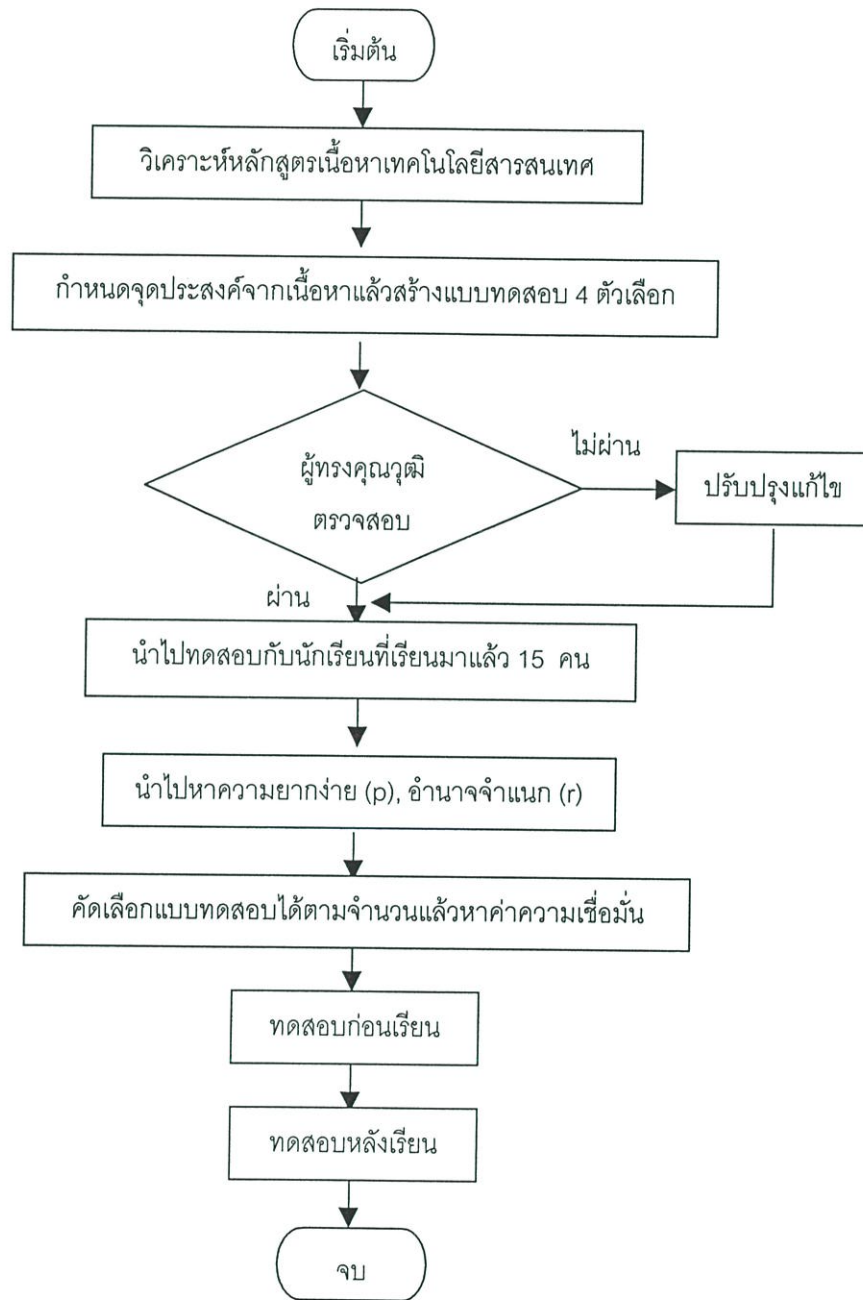 เริ่มต้น
วิเคราะห์หลักสูตรเนื้อหาเทคโนโลยีสารสนเทศ
กำหนดจุดประสงค์จากเนื้อหาแล้วสร้างแบบทดสอบ 4 ตัวเลือก
ผู้ทรงคุณวุฒิ
ตรวจสอบ
ไม่ผ่าน
ปรับปรุงแก้ไข
ผ่าน
นำไปทดสอบกับนักเรียนที่เรียนมาแล้ว 15 คน
นำไปหาความยากง่าย (p), อำนาจจำแนก (r)
คัดเลือกแบบทดสอบได้ตามจำนวนแล้วหาค่าความเชื่อมั่น
ทดสอบก่อนเรียน
ทดสอบหลังเรียน
จบ